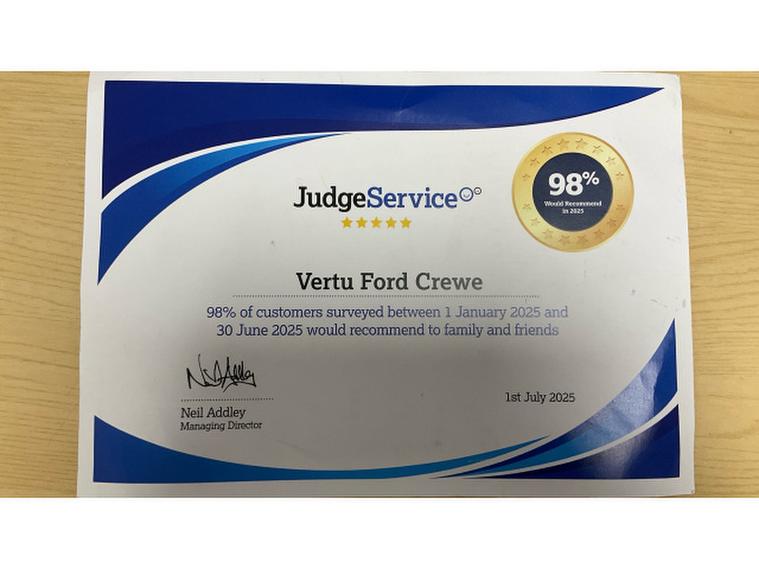 JudgeService
98%
Would Recommend
in 2025
Vertu Ford Crewe
98% of customers surveyed between 1 January 2025 and
30 June 2025 would recommend to family and friends
Neil Addley
Managing Director
1st July 2025